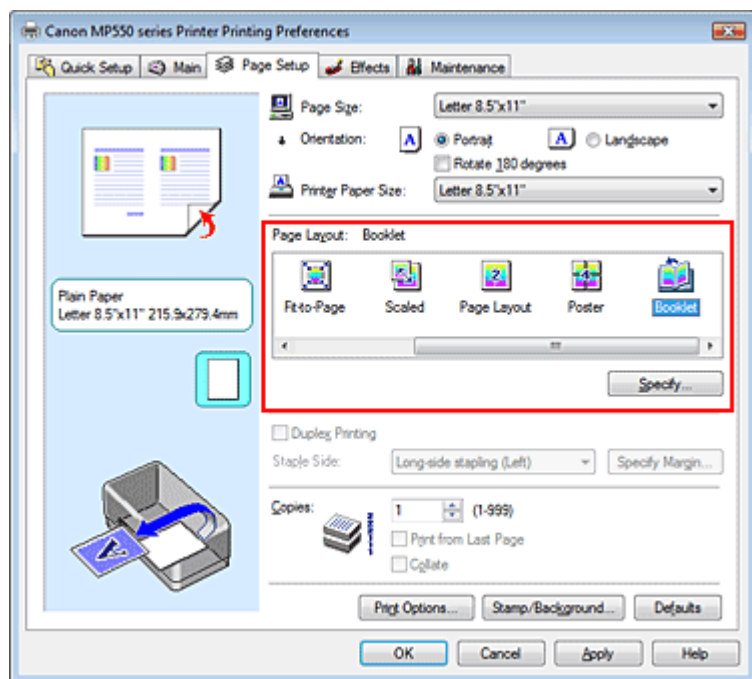 Canon MP550 series Printer Printing Preferences
Quick Setup Main Page Setup Effects Maintenance
Page Size: Letter 8.5"x11"
Orientation: A Portrait A Landscape
Rotate 180 degrees
Printer Paper Size: Letter 8.5"x11"
Page Layout: Booklet
Fit-to-Page Scaled Page Layout Poster Booklet
Specify...
Plain Paper
Letter 8.5"x11" 215.9x279.4mm
Duplex Printing
Staple Side: Long-side stapling (Left) Specify Margin...
Copies: 1 (1-999)
Print from Last Page
Collate
Print Options... Stamp/Background... Defaults
OK Cancel Apply Help